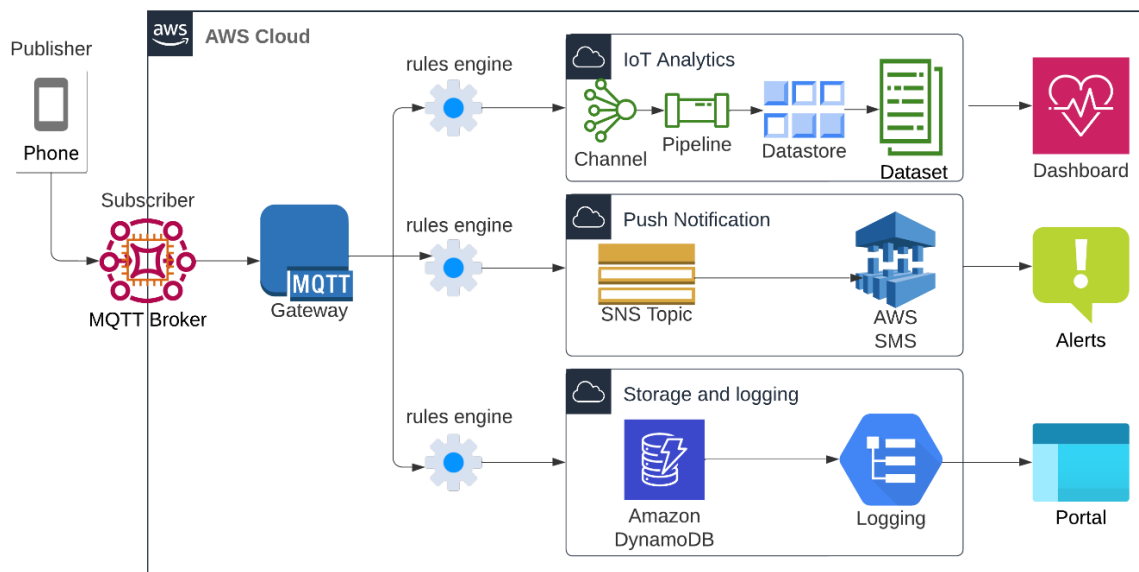 aws
AWS Cloud
Publisher
Phone
Subscriber
MQTT Broker
MQTT
Gateway
rules engine
IoT Analytics
Channel
Pipeline
Datastore
Dataset
Dashboard
rules engine
Push Notification
SNS Topic
AWS
SMS
Alerts
rules engine
Storage and logging
Amazon
DynamoDB
Logging
Portal